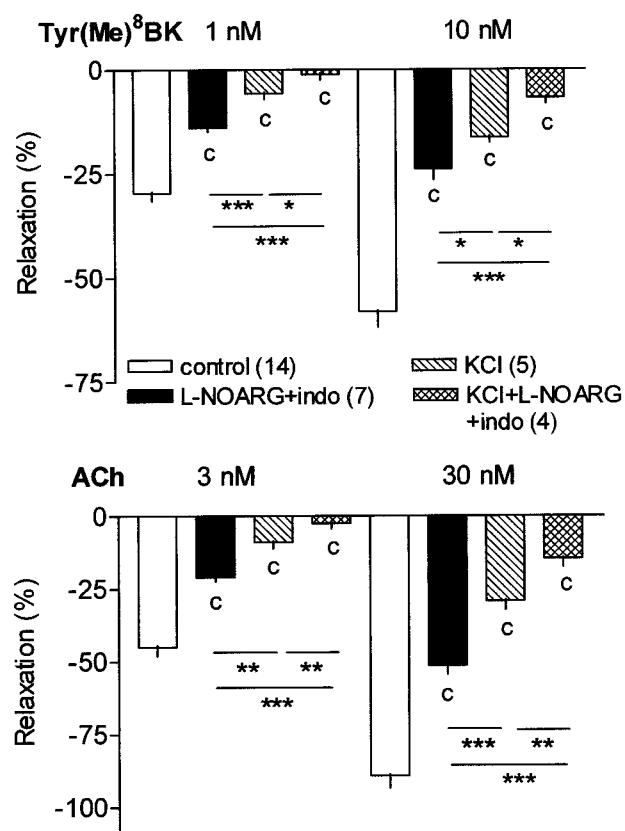 Tyr(Me)⁸BK 1 nM 10 nM
0
-25
-50
-75
Relaxation (%)
c c c c c c
*** * * *
*** ***
control (14) KCl (5)
L-NOARG+indo (7) KCl+L-NOARG
+indo (4)
ACh 3 nM 30 nM
0
-25
-50
-75
-100
Relaxation (%)
c c c c c c
** ** *** **
*** ***